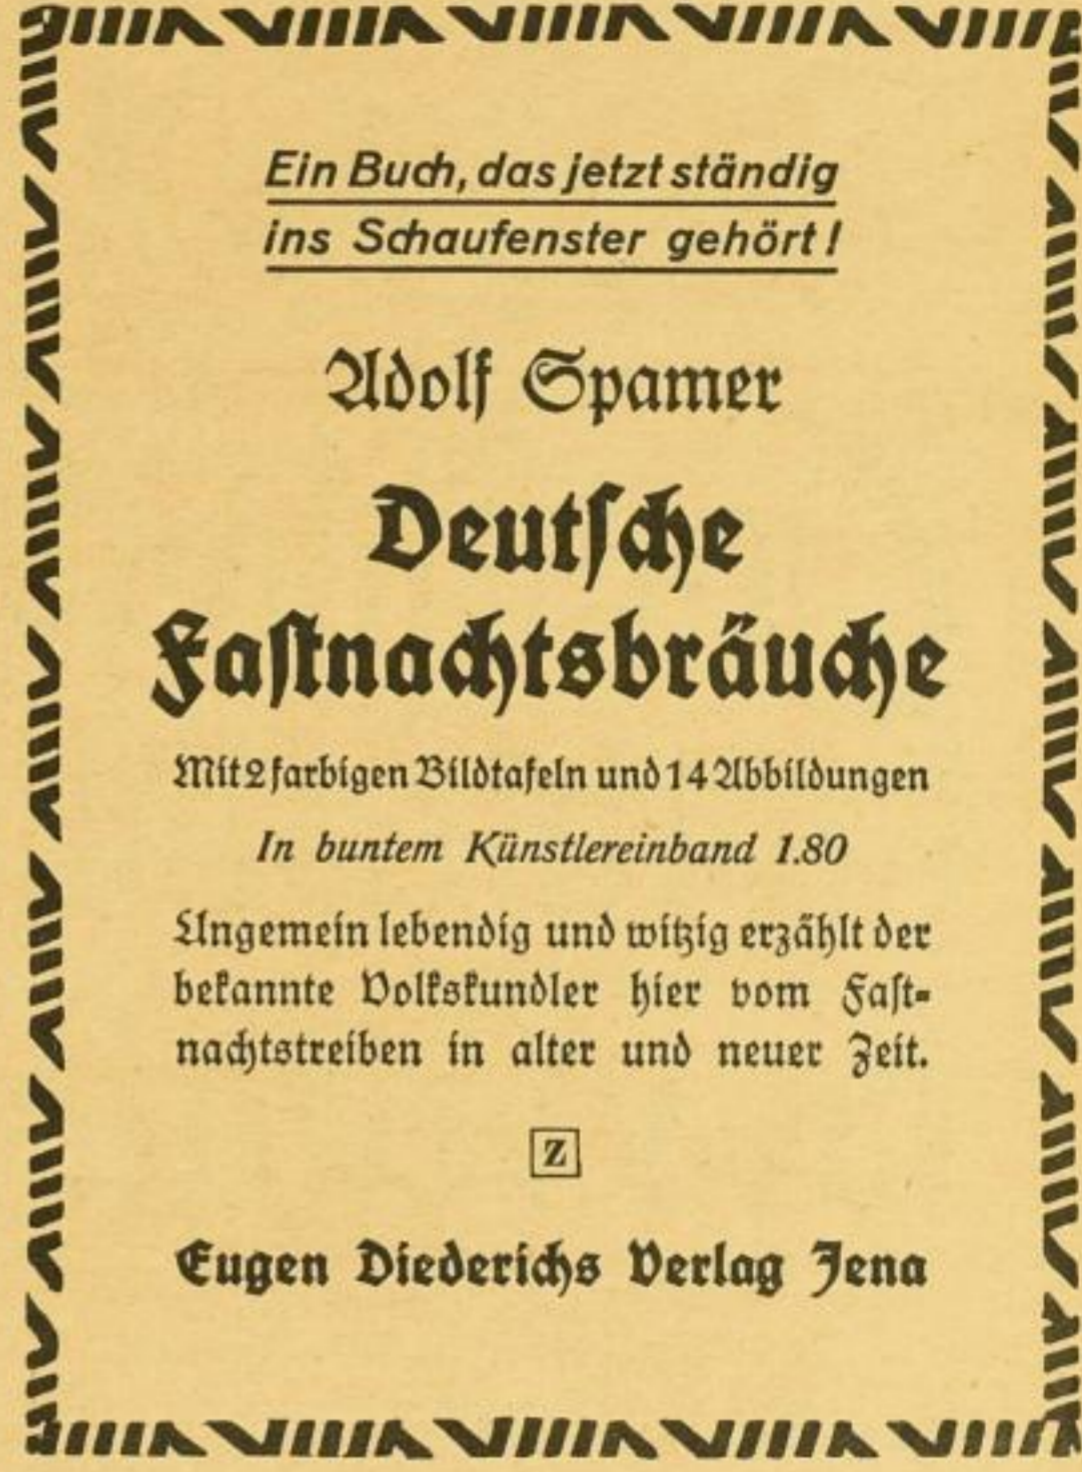 Ein Buch, das jetzt ständig
ins Schaufenster gehört!
Adolf Spamer
Deutſche
Faſtnachtsbräuche
Mit 2 farbigen Bildtafeln und 14 Abbildungen
In buntem Künstlereinband 1.80
Ungemein lebendig und witzig erzählt der
bekannte Volkskundler hier vom Faſt-
nachtstreiben in alter und neuer Zeit.
Z
Eugen Diederichs Verlag Jena